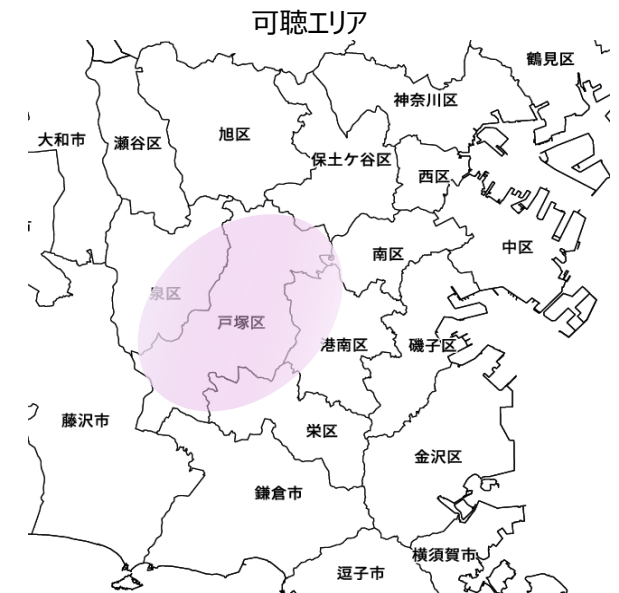 可聴エリア
鶴見区
神奈川区
大和市
瀬谷区
旭区
保土ケ谷区
西区
南区
中区
泉区
戸塚区
港南区
磯子区
藤沢市
栄区
金沢区
鎌倉市
横須賀市
逗子市